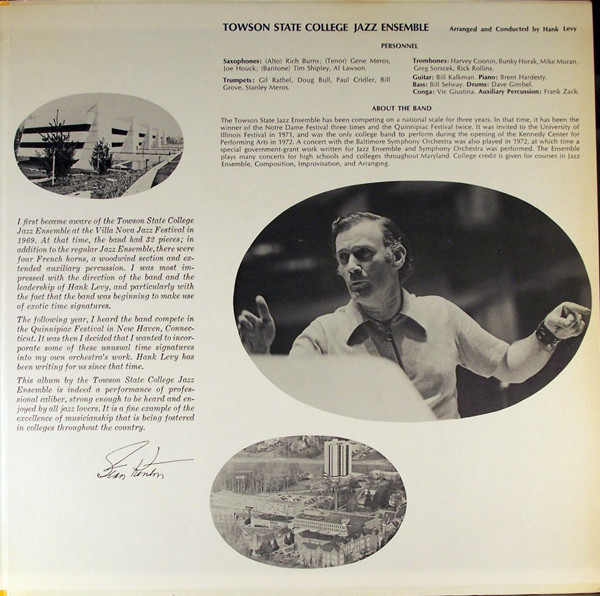 TOWSON STATE COLLEGE JAZZ ENSEMBLE Arranged and Conducted by Hank Levy
PERSONNEL
Saxophones: (Alto) Rich Burns; (Tenor) Gene Meros,
Joe Houck; (Baritone) Tim Shipley, Al Lawson.
Trumpets: Gil Rathel, Doug Bull, Paul Cridler, Bill
Grove, Stanley Meros.
Trombones: Harvey Coonin, Bunky Horak, Mike Moran,
Greg Sorscek, Rick Rollins.
Guitar: Bill Kalkman. Piano: Brent Hardesty.
Bass: Bill Selway. Drums: Dave Gimbel.
Conga: Vic Giustina. Auxiliary Percussion: Frank Zack.
ABOUT THE BAND
The Towson State Jazz Ensemble has been competing on a national scale for three years. In that time, it has been the
winner of the Notre Dame Festival three times and the Quinnipiac Festival twice. It was invited to the University of
Illinois Festival in 1971, and was the only college band to perform during the opening of the Kennedy Center for
Performing Arts in 1972. A concert with the Baltimore Symphony Orchestra was also played in 1972, at which time a
special government-grant work written for Jazz Ensemble and Symphony Orchestra was performed. The Ensemble
plays many concerts for high schools and colleges throughout Maryland. College credit is given for courses in Jazz
Ensemble, Composition, Improvisation, and Arranging.
I first became aware of the Towson State College
Jazz Ensemble at the Villa Nova Jazz Festival in
1969. At that time, the band had 32 pieces; in
addition to the regular Jazz Ensemble, there were
four French horns, a woodwind section and ex-
tended auxiliary percussion. I was most im-
pressed with the direction of the band and the
leadership of Hank Levy, and particularly with
the fact that the band was beginning to make use
of exotic time signatures.
The following year, I heard the band compete in
the Quinnipiac Festival in New Haven, Connec-
ticut. It was then I decided that I wanted to incor-
porate some of these unusual time signatures
into my own orchestra's work. Hank Levy has
been writing for us since that time.
This album by the Towson State College Jazz
Ensemble is indeed a performance of profes-
sional caliber, strong enough to be heard and en-
joyed by all jazz lovers. It is a fine example of the
excellence of musicianship that is being fostered
in colleges throughout the country.
Stan Kenton